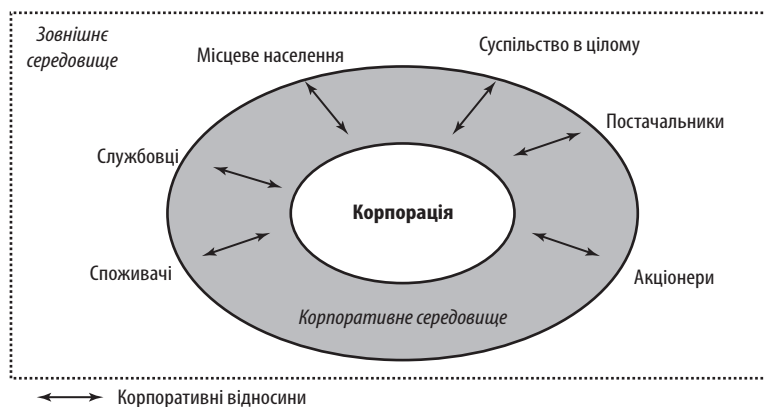 Зовнішнє
середовище
Місцеве населення
Суспільство в цілому
Постачальники
Службовці
Корпорація
Споживачі
Акціонери
Корпоративне середовище
Корпоративні відносини